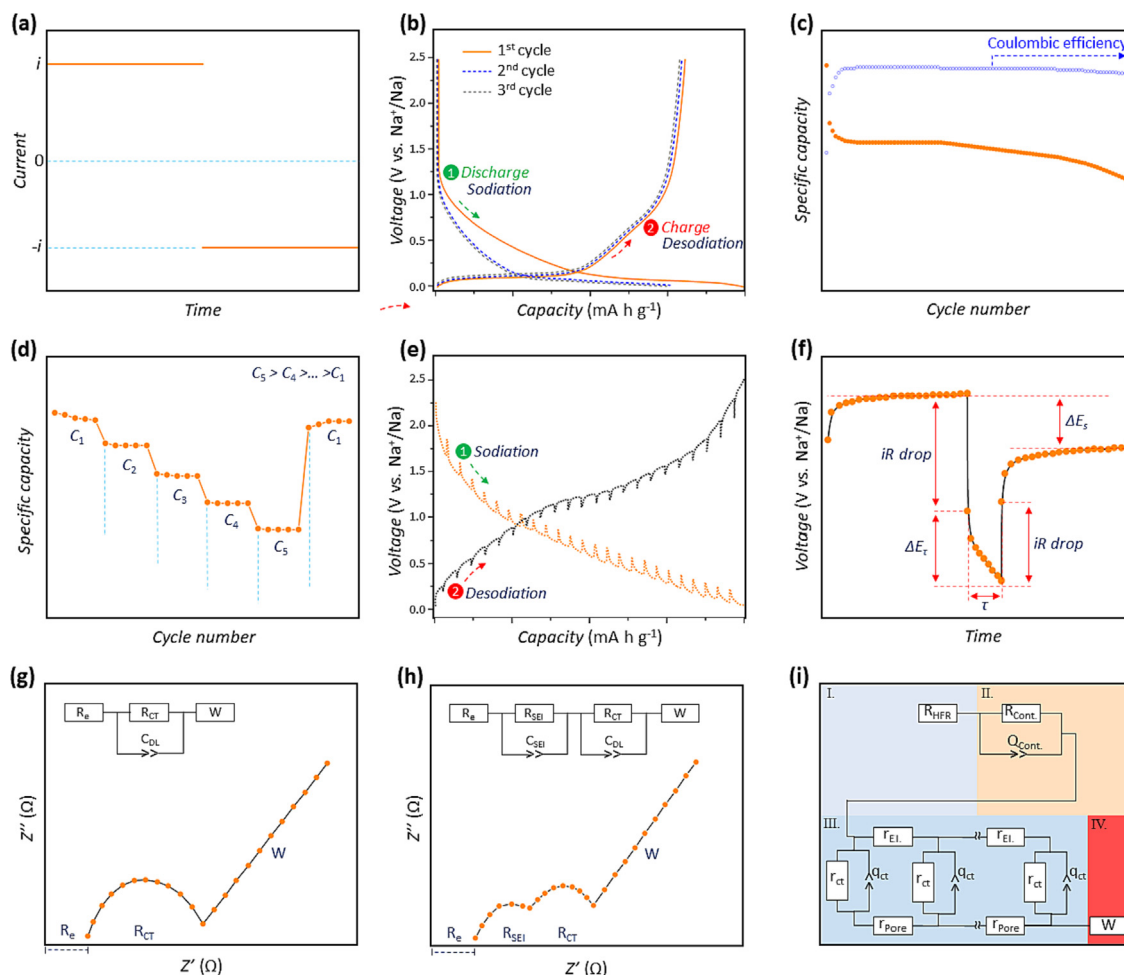 (a)
i
0
-i
Current
Time
(b)
Voltage (V vs. Na⁺/Na)
2.5
2.0
1.5
1.0
0.5
0.0
1st cycle
2nd cycle
3rd cycle
1 Discharge
Sodiation
2 Charge
Desodiation
Capacity (mA h g⁻¹)
(c)
Coulombic efficiency
Specific capacity
Cycle number
(d)
C5 > C4 >... >C1
C1
C2
C3
C4
C5
C1
Specific capacity
Cycle number
(e)
Voltage (V vs. Na⁺/Na)
2.5
2.0
1.5
1.0
0.5
0.0
1 Sodiation
2 Desodiation
Capacity (mA h g⁻¹)
(f)
Voltage (V vs. Na⁺/Na)
ΔEs
iR drop
ΔEτ
iR drop
τ
Time
(g)
Re
RCT
W
CDL
Z'' (Ω)
W
Re
RCT
Z' (Ω)
(h)
Re
RSEI
RCT
W
CSEI
CDL
Z'' (Ω)
W
Re
RSEI
RCT
Z' (Ω)
(i)
I.
II.
RHFR
RCont.
QCont.
III.
IV.
rEl.
rEl.
rct
qct
rct
qct
rct
qct
rPore
rPore
W